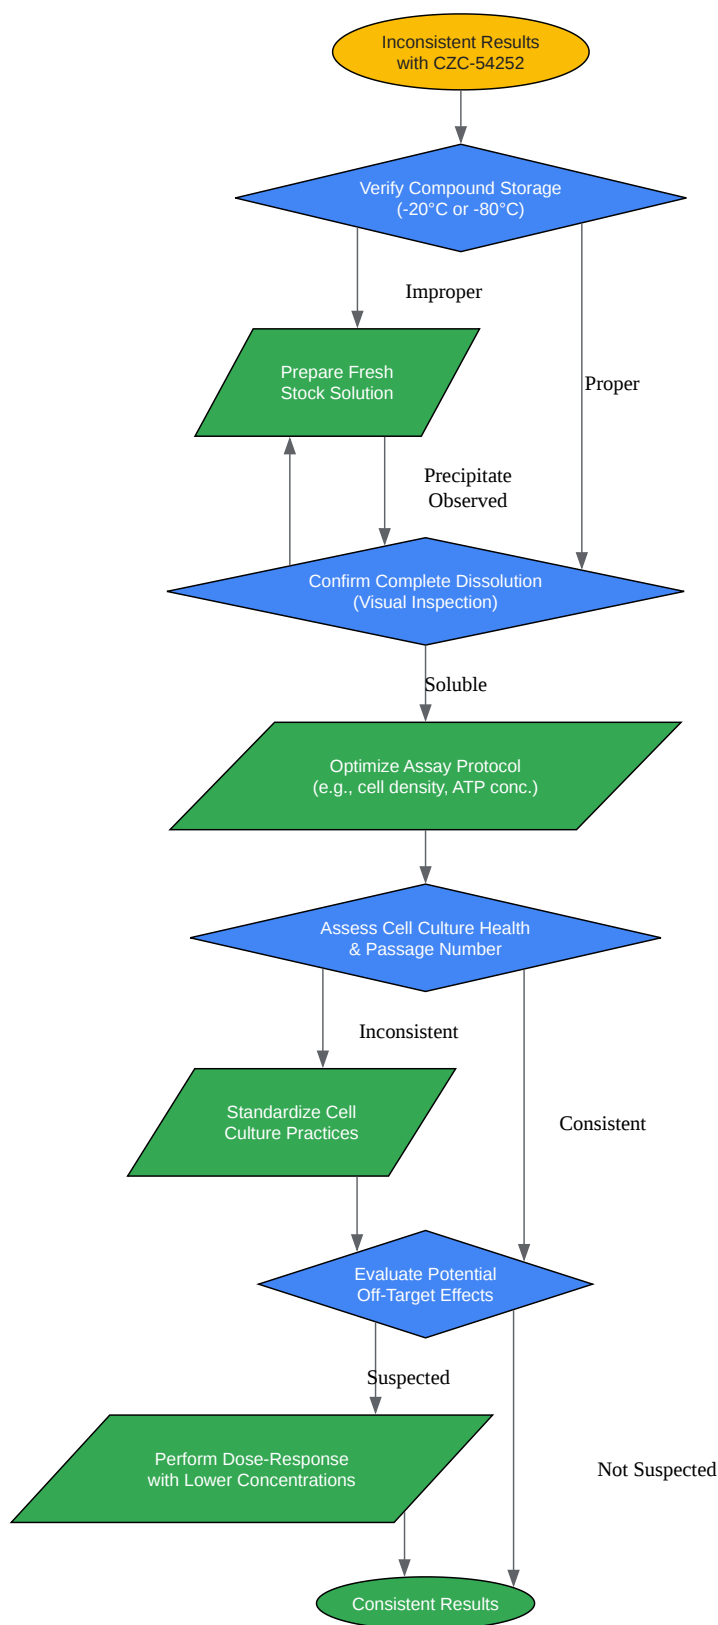 Inconsistent Results
with CZC-54252
Verify Compound Storage
(-20°C or -80°C)
Improper
Prepare Fresh
Stock Solution
Proper
Precipitate
Observed
Confirm Complete Dissolution
(Visual Inspection)
Soluble
Optimize Assay Protocol
(e.g., cell density, ATP conc.)
Assess Cell Culture Health
& Passage Number
Inconsistent
Standardize Cell
Culture Practices
Consistent
Evaluate Potential
Off-Target Effects
Suspected
Perform Dose-Response
with Lower Concentrations
Not Suspected
Consistent Results